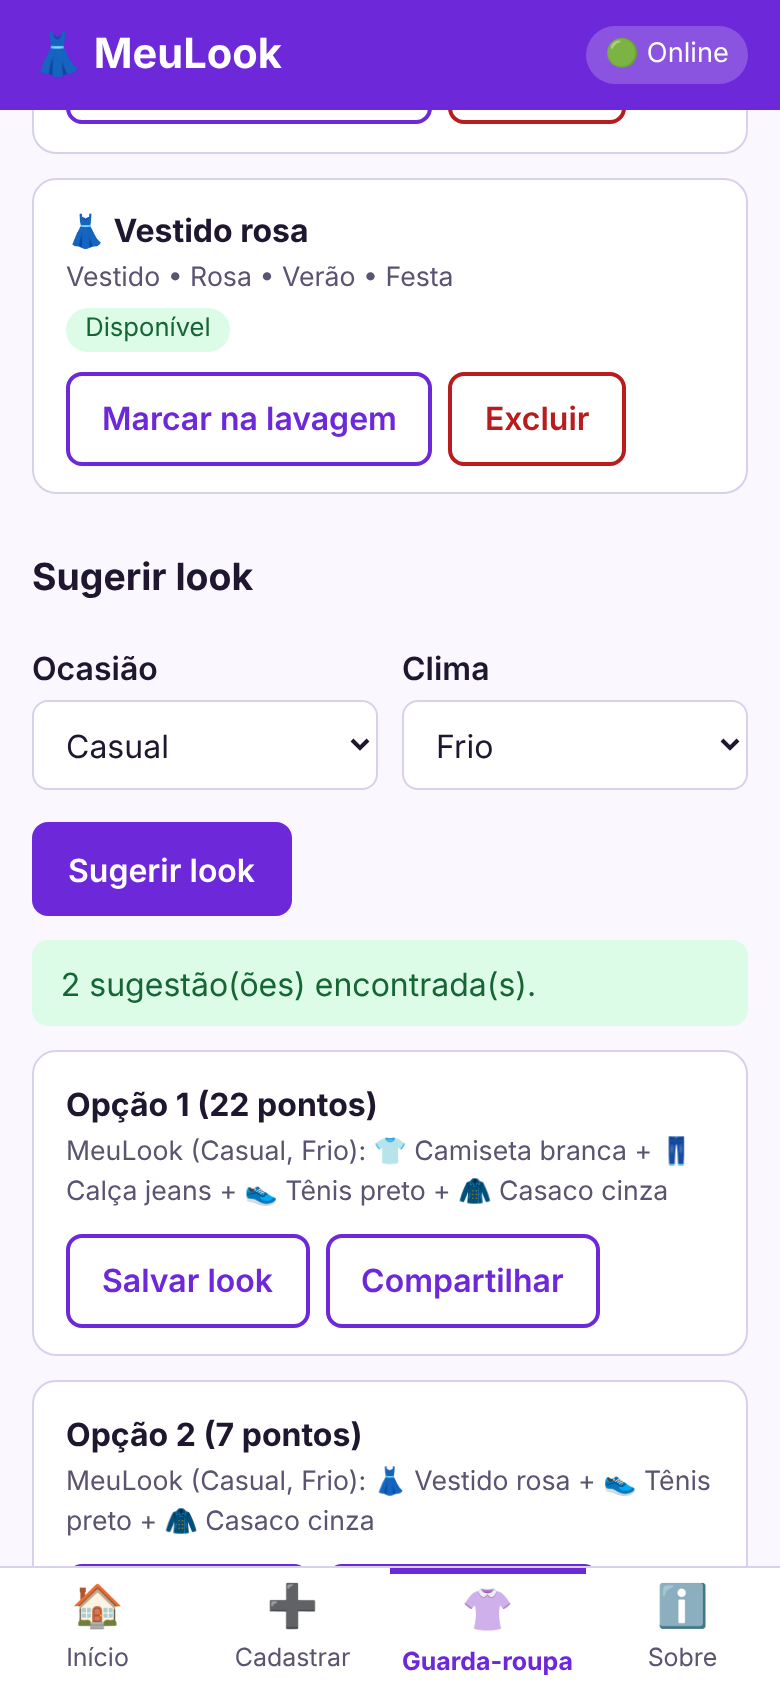 MeuLook
Online
Vestido rosa
Vestido • Rosa • Verão • Festa
Disponível
Marcar na lavagem
Excluir
Sugerir look
Ocasião
Clima
Casual
Frio
Sugerir look
2 sugestão(ões) encontrada(s).
Opção 1 (22 pontos)
MeuLook (Casual, Frio): 👕 Camiseta branca + 👖
Calça jeans + 👟 Tênis preto + 🧥 Casaco cinza
Salvar look
Compartilhar
Opção 2 (7 pontos)
MeuLook (Casual, Frio): 👗 Vestido rosa + 👟 Tênis
preto + 🧥 Casaco cinza
Início
Cadastrar
Guarda-roupa
Sobre